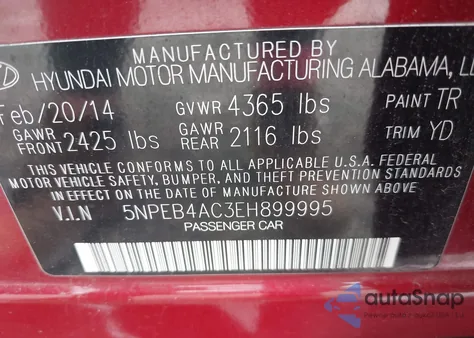 MANUFACTURED BY
HYUNDAI MOTOR MANUFACTURING ALABAMA, LL
Feb/20/14 GVWR 4365 lbs PAINT TR
GAWR FRONT 2425 lbs GAWR REAR 2116 lbs TRIM YD
THIS VEHICLE CONFORMS TO ALL APPLICABLE U.S.A. FEDERAL
MOTOR VEHICLE SAFETY, BUMPER, AND THEFT PREVENTION STANDARDS
IN EFFECT ON THE DATE OF MANUFACTURE SHOWN ABOVE.
V.I.N 5NPEB4AC3EH899995
PASSENGER CAR
autoSnap